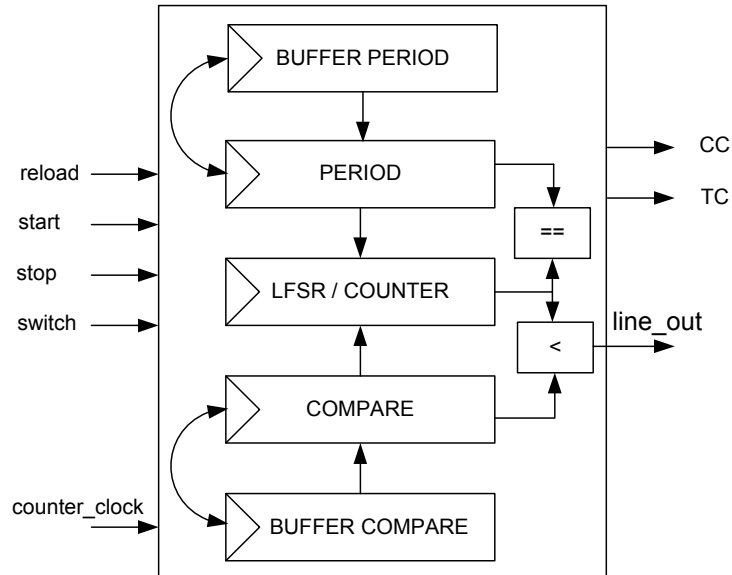 BUFFER PERIOD
PERIOD
==
LFSR / COUNTER
<
COMPARE
BUFFER COMPARE
reload
start
stop
switch
counter_clock
CC
TC
line_out